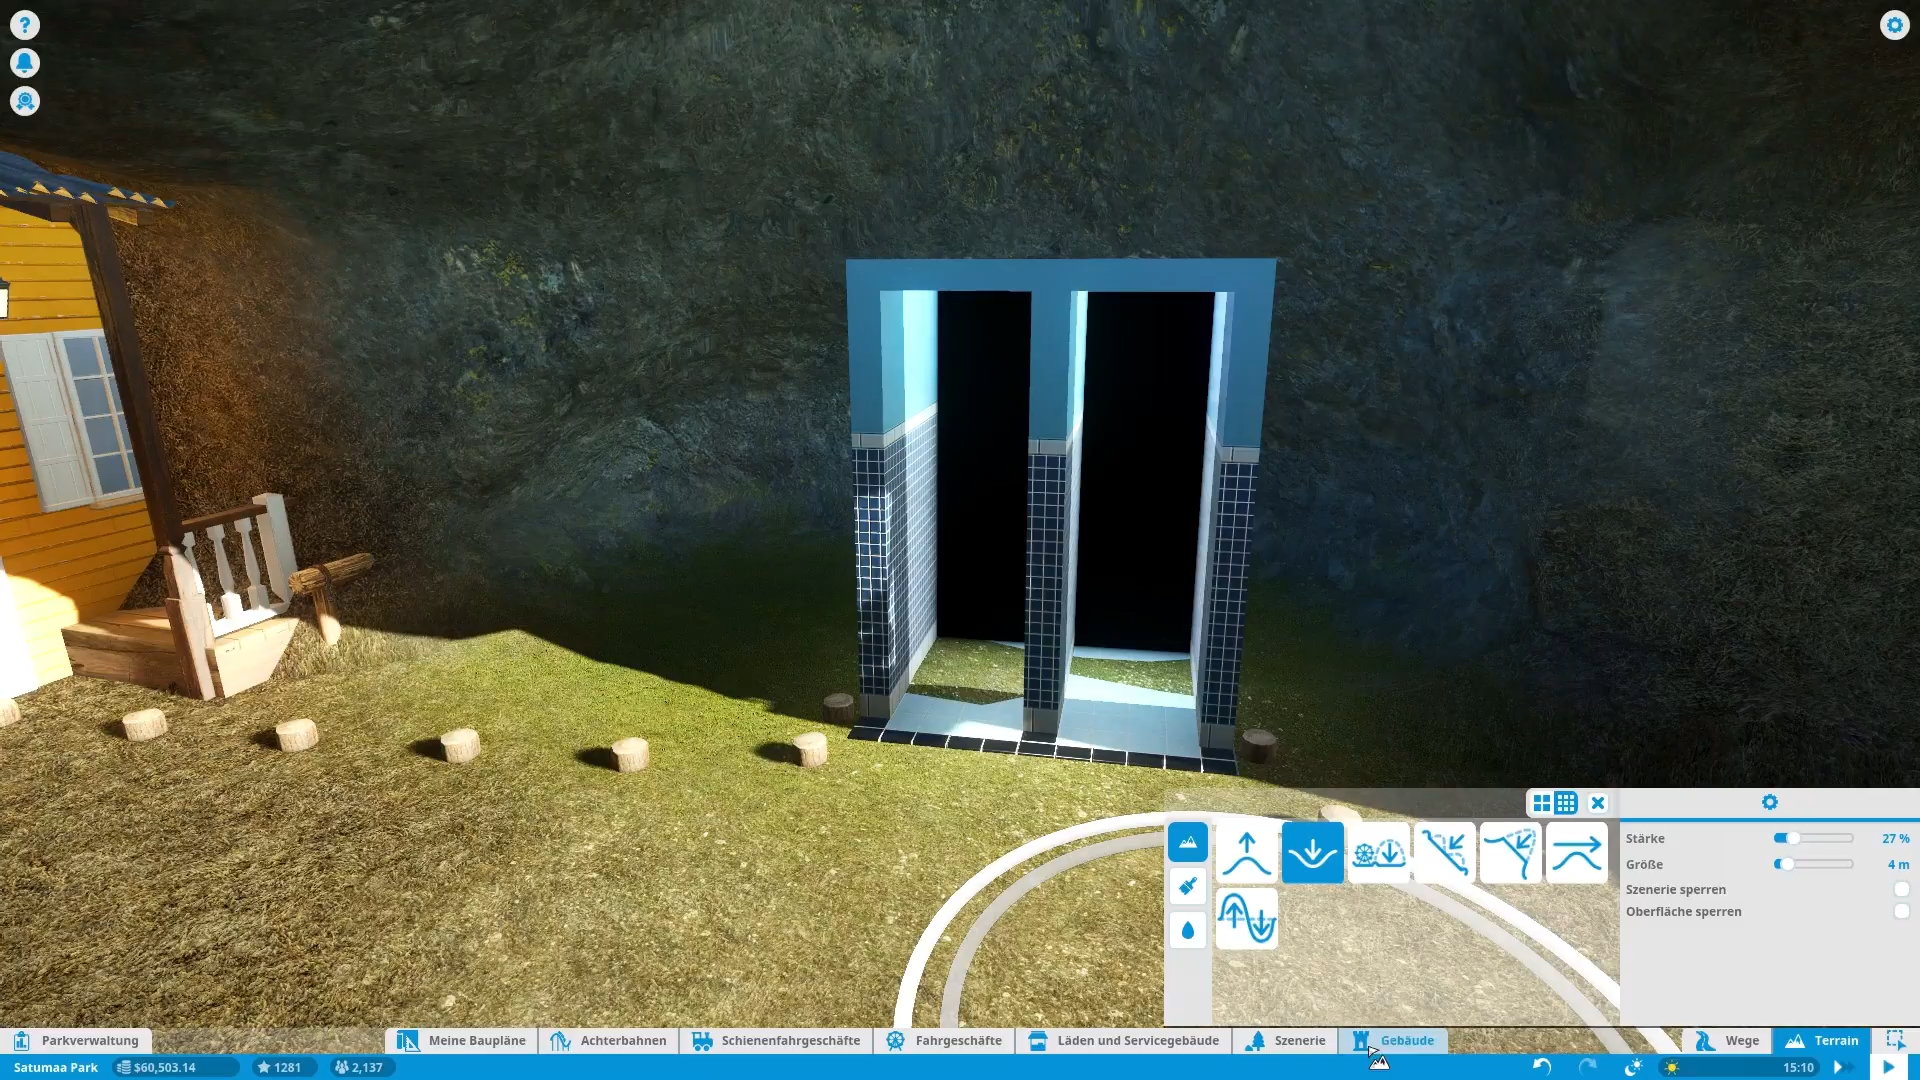 ?
Stärke 27 %
Größe 4 m
Szenerie sperren
Oberfläche sperren
Parkverwaltung Meine Baupläne Achterbahnen Schienenfahrgeschäfte Fahrgeschäfte Läden und Servicegebäude Szenerie Gebäude Wege Terrain
Satumaa Park $60,503.14 1281 2,137 15:10